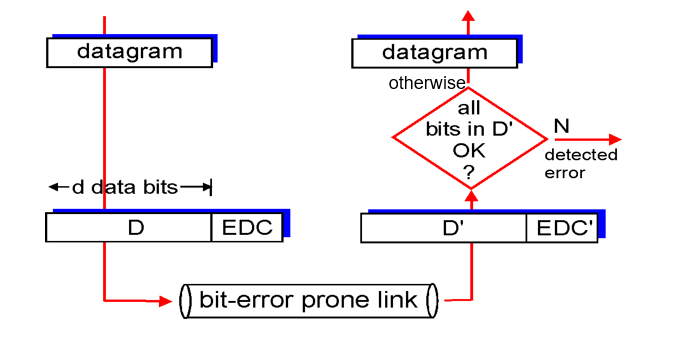 datagram
datagram
otherwise
all
bits in D'
OK
?
N
detected
error
d data bits
D
EDC
D'
EDC'
bit-error prone link